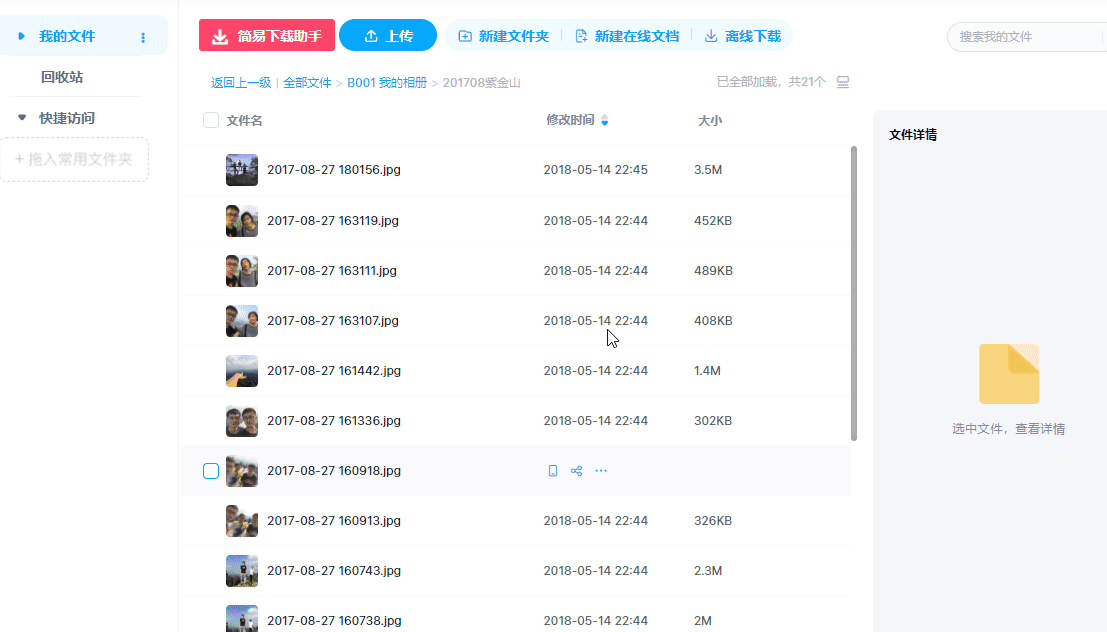 我的文件
回收站
快捷访问
+ 拖入常用文件夹
简易下载助手 上传 新建文件夹 新建在线文档 离线下载 搜索我的文件
返回上一级 | 全部文件 > B001 我的相册 > 201708紫金山 已全部加载，共21个
文件名 修改时间 大小
2017-08-27 180156.jpg 2018-05-14 22:45 3.5M
2017-08-27 163119.jpg 2018-05-14 22:44 452KB
2017-08-27 163111.jpg 2018-05-14 22:44 489KB
2017-08-27 163107.jpg 2018-05-14 22:44 408KB
2017-08-27 161442.jpg 2018-05-14 22:44 1.4M
2017-08-27 161336.jpg 2018-05-14 22:44 302KB
2017-08-27 160918.jpg
2017-08-27 160913.jpg 2018-05-14 22:44 326KB
2017-08-27 160743.jpg 2018-05-14 22:44 2.3M
2017-08-27 160738.jpg 2018-05-14 22:44 2M
文件详情
选中文件，查看详情